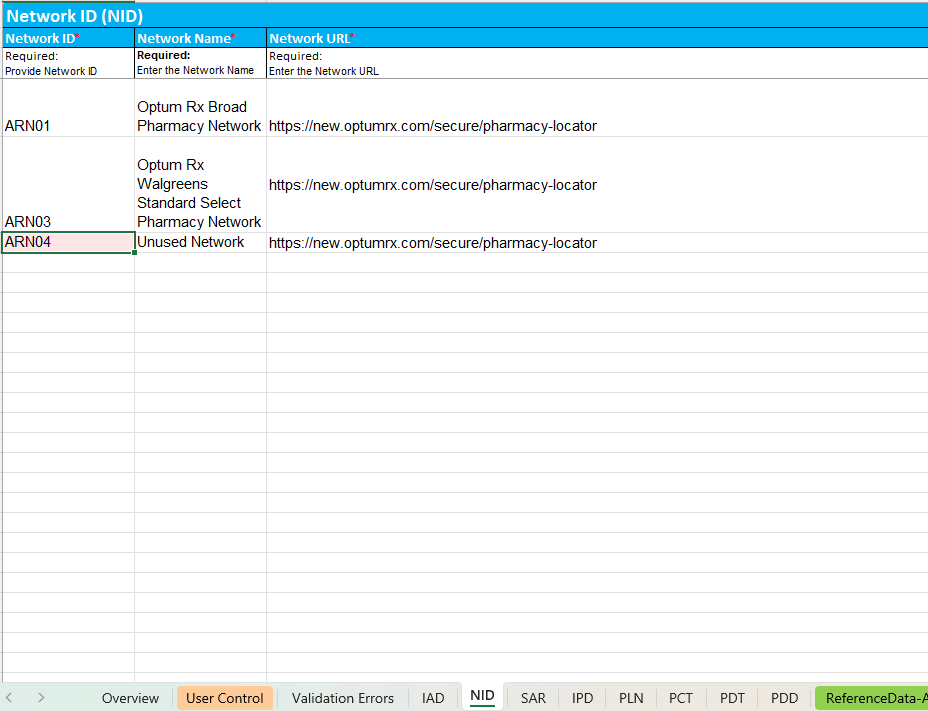 Network ID (NID)
Network ID* Network Name* Network URL*
Required: Required: Required:
Provide Network ID Enter the Network Name Enter the Network URL
Optum Rx Broad
ARN01 Pharmacy Network https://new.optumrx.com/secure/pharmacy-locator
Optum Rx
Walgreens https://new.optumrx.com/secure/pharmacy-locator
Standard Select
ARN03 Pharmacy Network
ARN04 Unused Network https://new.optumrx.com/secure/pharmacy-locator
Overview User Control Validation Errors IAD NID SAR IPD PLN PCT PDT PDD ReferenceData-A